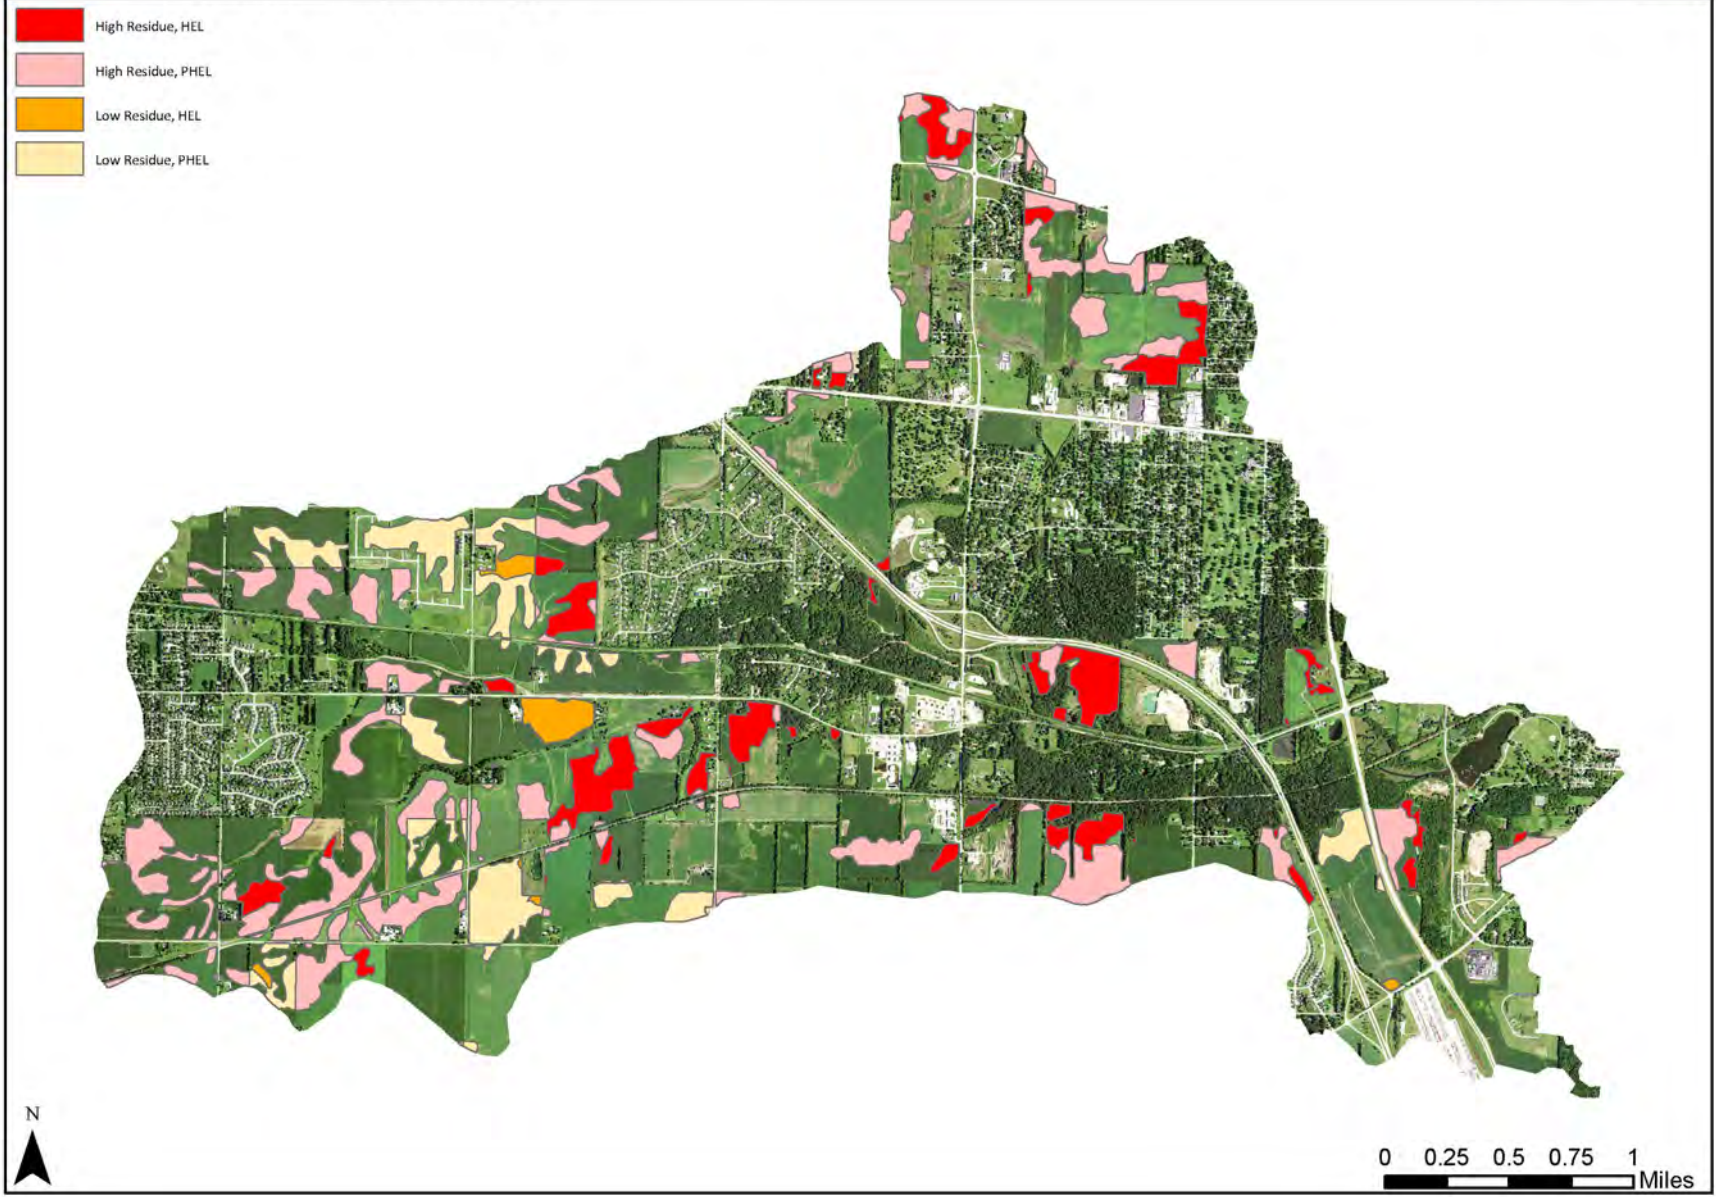 High Residue, HEL
High Residue, PHEL
Low Residue, HEL
Low Residue, PHEL
N
0 0.25 0.5 0.75 1
Miles